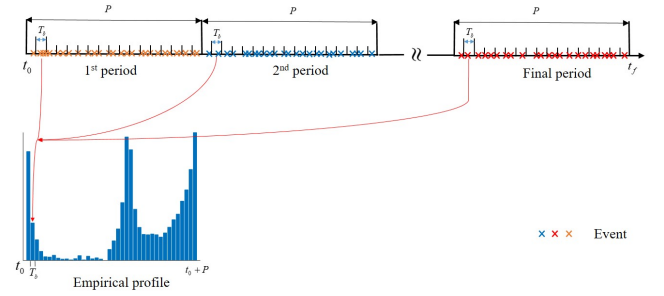 P
P
P
T_b
T_b
T_b
t_0
1st period
2nd period
Final period
t_f
Event
t_0
T_b
t_0 + P
Empirical profile